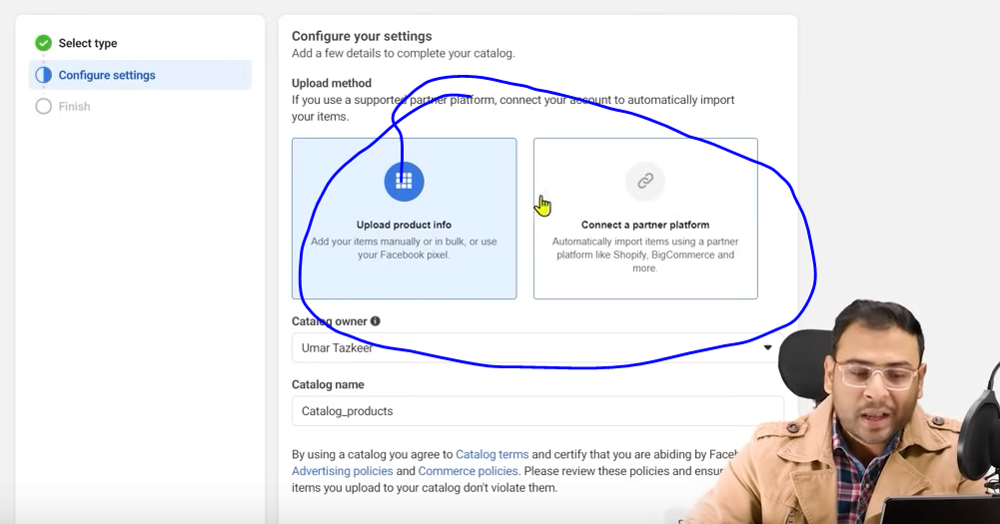 Select type
Configure settings
Finish
Configure your settings
Add a few details to complete your catalog.
Upload method
If you use a supported partner platform, connect your account to automatically import
your items.
Upload product info
Add your items manually or in bulk, or use
your Facebook pixel.
Connect a partner platform
Automatically import items using a partner
platform like Shopify, BigCommerce and
more.
Catalog owner
Umar Tazkeer
Catalog name
Catalog_products
By using a catalog you agree to Catalog terms and certify that you are abiding by Faceb
Advertising policies and Commerce policies. Please review these policies and ensur
items you upload to your catalog don't violate them.